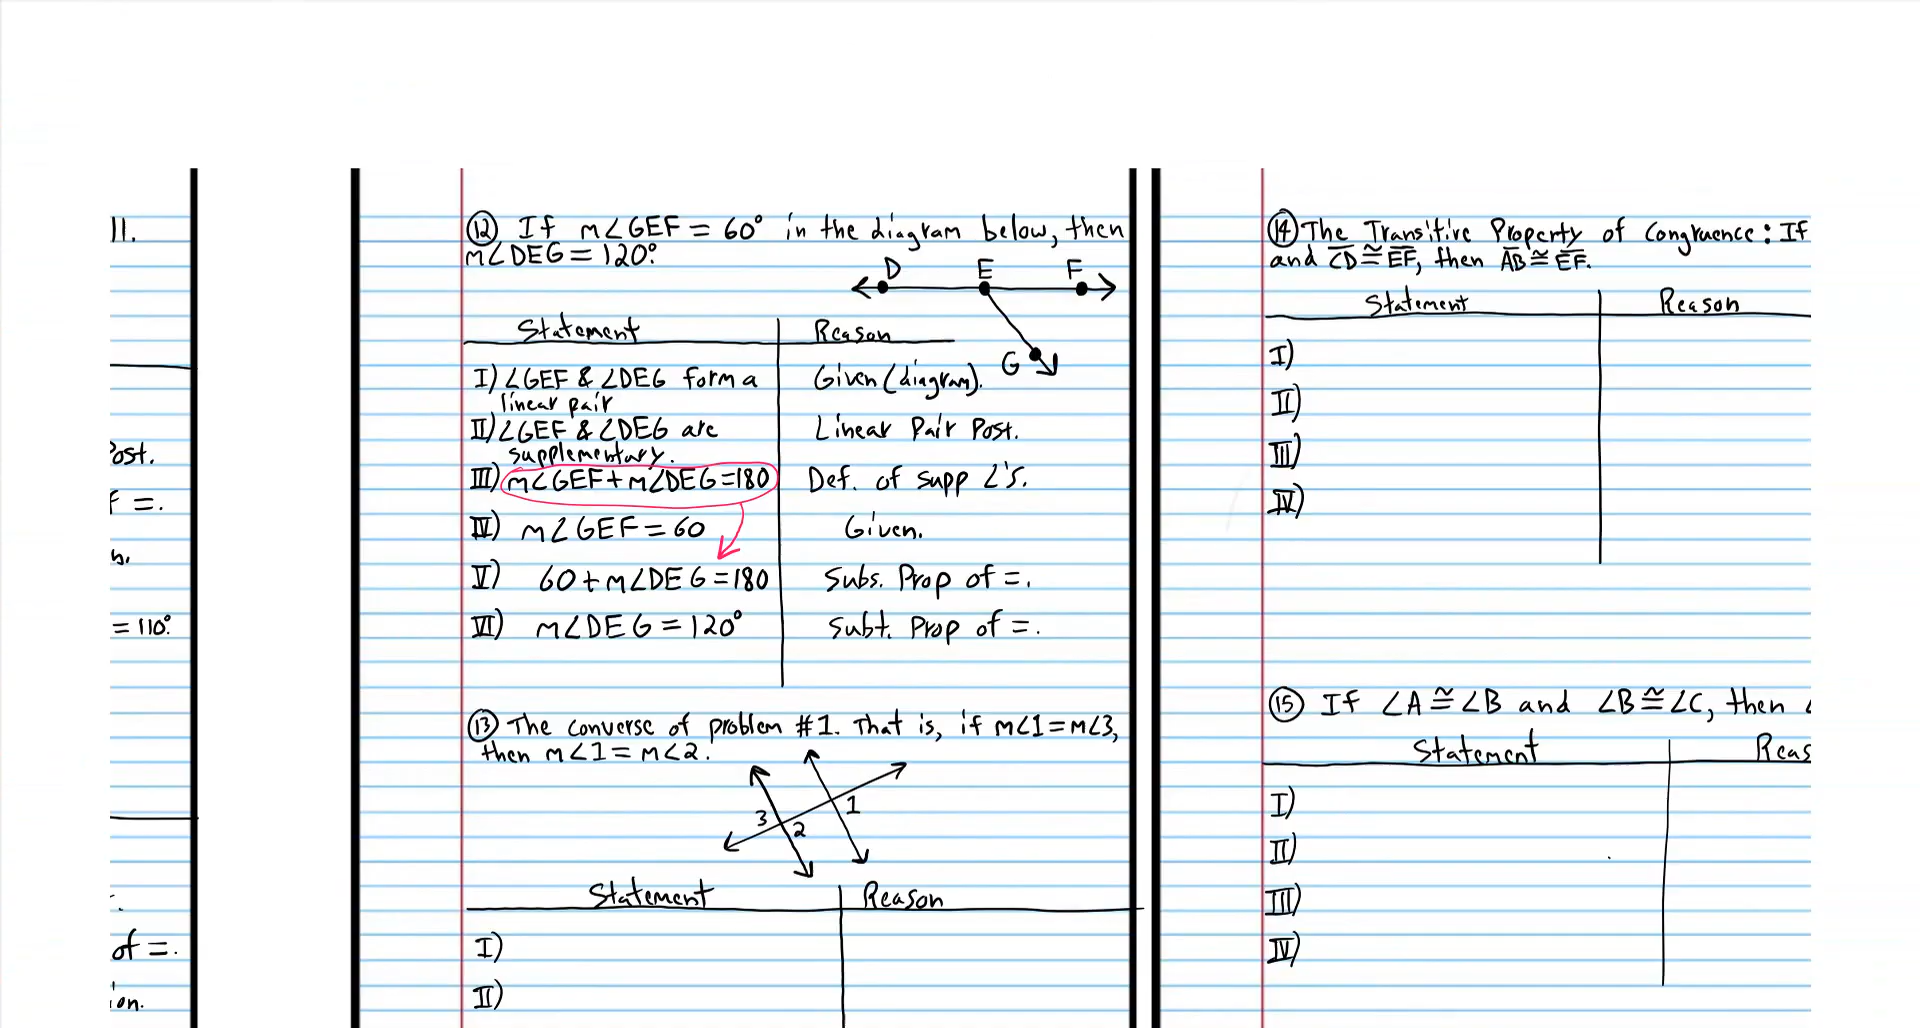 11.
Post.
F =.
= 110°
of =.
ion.
⑫ If m∠GEF = 60° in the diagram below, then
m∠DEG = 120°.
D E F
G
Statement Reason
I) ∠GEF & ∠DEG form a Given (diagram).
linear pair
II) ∠GEF & ∠DEG are Linear Pair Post.
supplementary.
III) m∠GEF + m∠DEG = 180 Def. of supp ∠'s.
IV) m∠GEF = 60 Given.
V) 60 + m∠DEG = 180 Subs. Prop of =.
VI) m∠DEG = 120° Subt. Prop of =.
⑬ The converse of problem #1. That is, if m∠1 = m∠3,
then m∠1 = m∠2.
3 2 1
Statement Reason
I)
II)
⑭ The Transitive Property of Congruence: If
and C̅D̅ ≅ E̅F̅, then A̅B̅ ≅ E̅F̅.
Statement Reason
I)
II)
III)
IV)
⑮ If ∠A ≅ ∠B and ∠B ≅ ∠C, then ∠
Statement Reas
I)
II)
III)
IV)